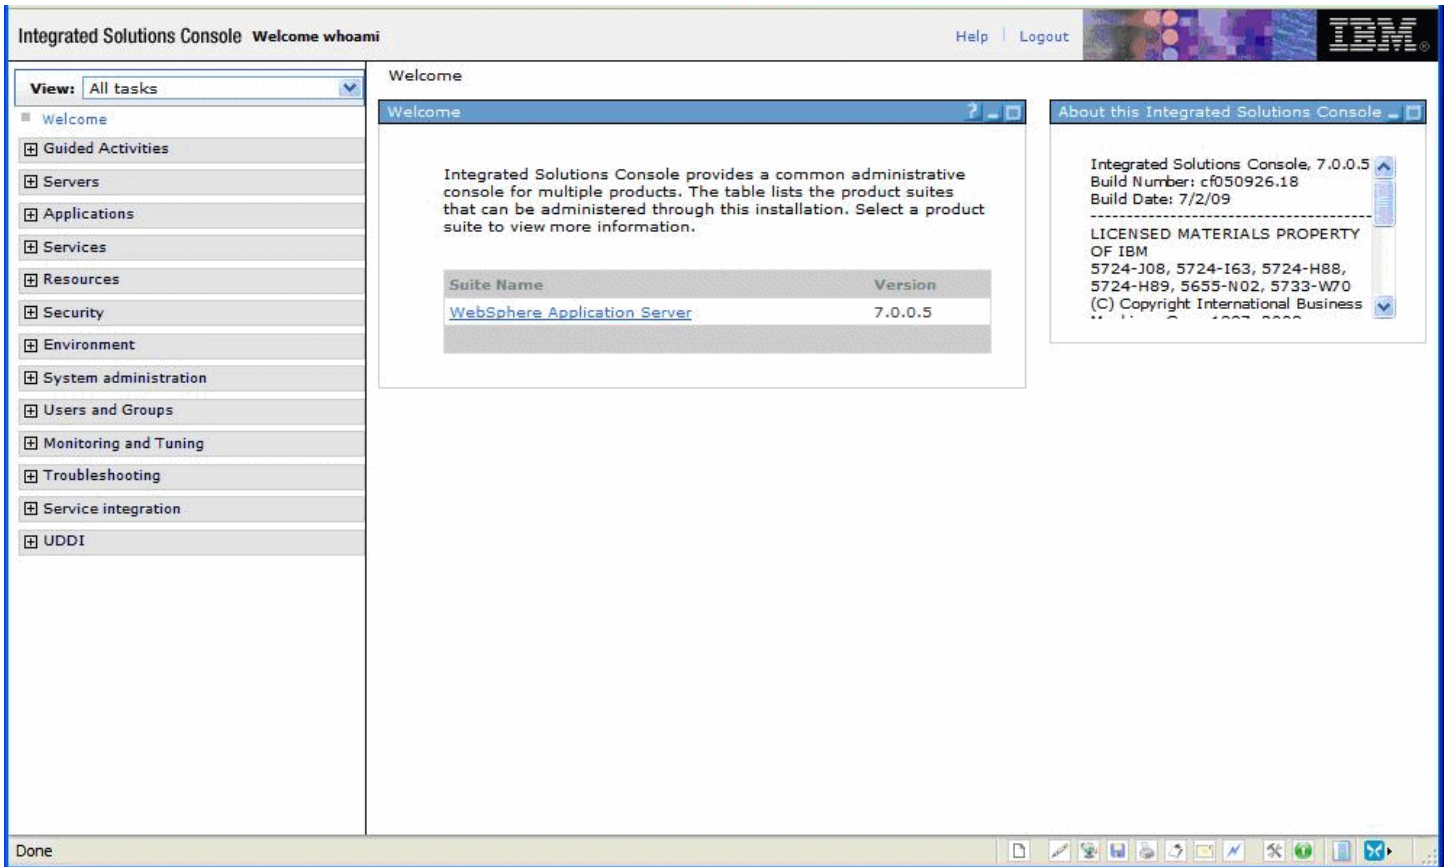 Integrated Solutions Console Welcome whoami
Help
Logout
IBM®
View: All tasks
Welcome
Guided Activities
Servers
Applications
Services
Resources
Security
Environment
System administration
Users and Groups
Monitoring and Tuning
Troubleshooting
Service integration
UDDI
Welcome
Welcome
?
Integrated Solutions Console provides a common administrative
console for multiple products. The table lists the product suites
that can be administered through this installation. Select a product
suite to view more information.
Suite Name Version
WebSphere Application Server 7.0.0.5
About this Integrated Solutions Console
Integrated Solutions Console, 7.0.0.5
Build Number: cf050926.18
Build Date: 7/2/09
----------------------------------------
LICENSED MATERIALS PROPERTY
OF IBM
5724-J08, 5724-I63, 5724-H88,
5724-H89, 5655-N02, 5733-W70
(C) Copyright International Business
Done